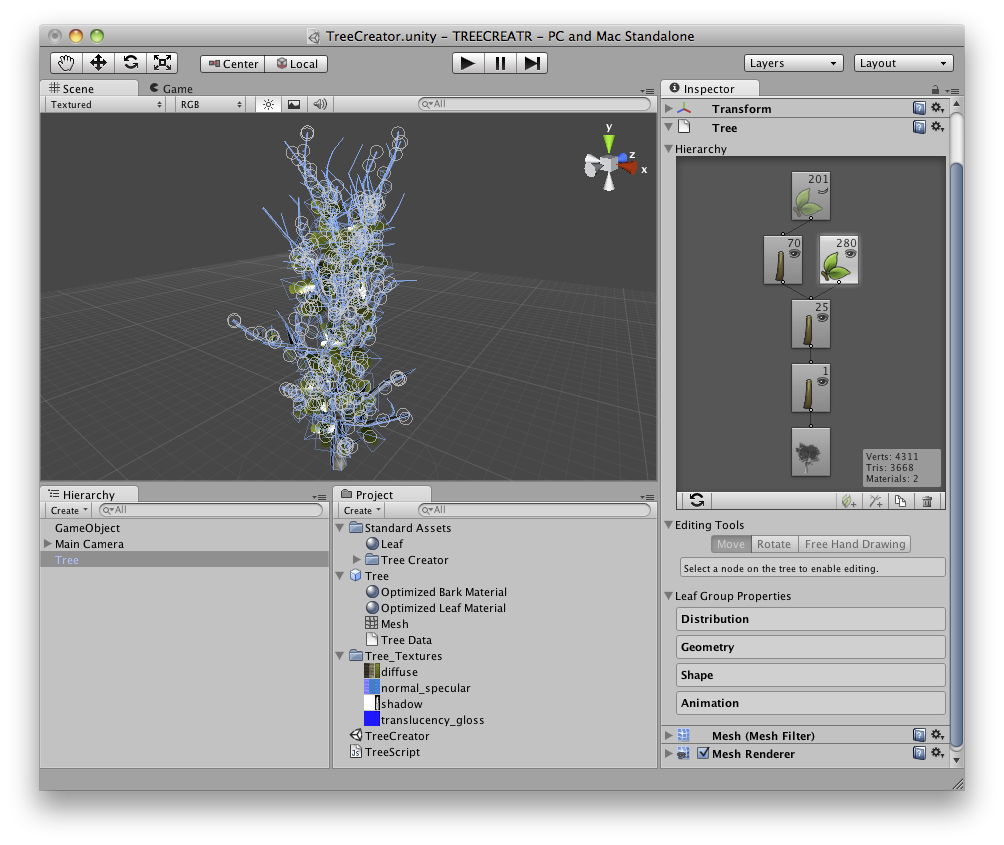 TreeCreator.unity – TREECREATR – PC and Mac Standalone
Center Local
Layers Layout
Scene Game
Textured RGB All
y
z
x
Hierarchy
Create All
GameObject
Main Camera
Tree
Project
Create All
Standard Assets
Leaf
Tree Creator
Tree
Optimized Bark Material
Optimized Leaf Material
Mesh
Tree Data
Tree_Textures
diffuse
normal_specular
shadow
translucency_gloss
TreeCreator
JS TreeScript
Inspector
Transform
Tree
Hierarchy
201
70 280
25
1
Verts: 4311
Tris: 3668
Materials: 2
Editing Tools
Move Rotate Free Hand Drawing
Select a node on the tree to enable editing.
Leaf Group Properties
Distribution
Geometry
Shape
Animation
Mesh (Mesh Filter)
Mesh Renderer